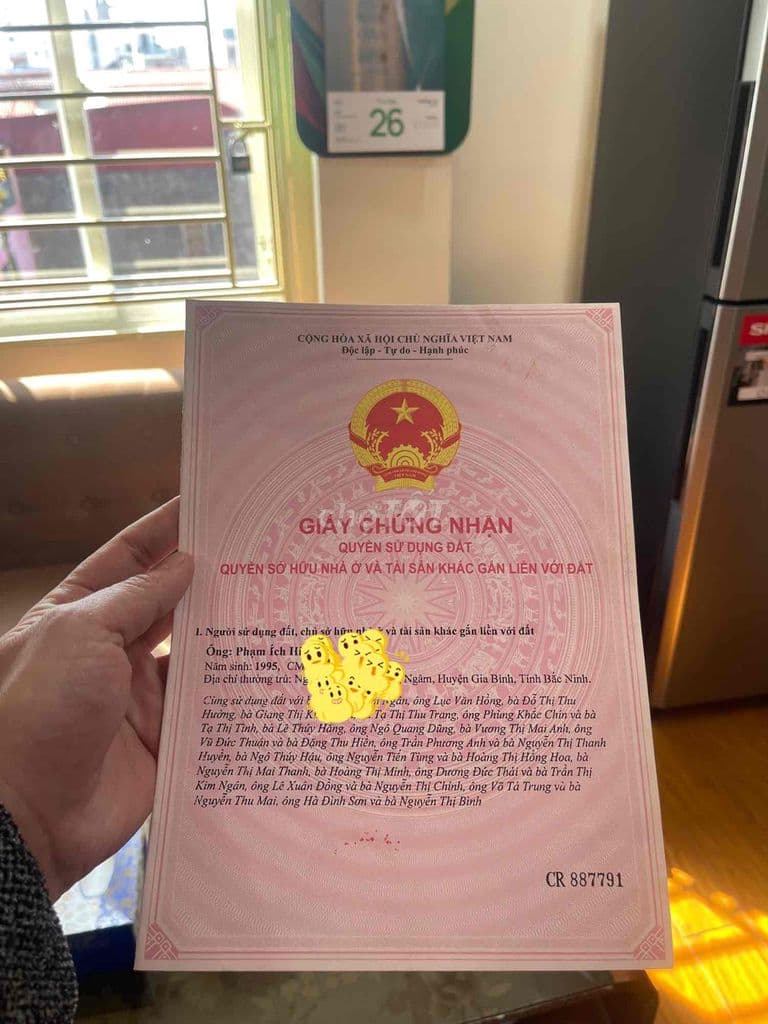 26
CỘNG HÒA XÃ HỘI CHỦ NGHĨA VIỆT NAM
Độc lập - Tự do - Hạnh phúc
VIỆT NAM
chợTỐT
GIẤY CHỨNG NHẬN
QUYỀN SỬ DỤNG ĐẤT
QUYỀN SỞ HỮU NHÀ Ở VÀ TÀI SẢN KHÁC GẮN LIỀN VỚI ĐẤT
I. Người sử dụng đất, chủ sở hữu nhà ở và tài sản khác gắn liền với đất
Ông: Phạm Ích
Năm sinh: 1995, CM
Địa chỉ thường trú: Ngâm, Huyện Gia Bình, Tỉnh Bắc Ninh.
Cùng sử dụng đất với Ngân, ông Lục Văn Hồng, bà Đỗ Thị Thu
Hường, bà Giang Thị Tạ Thị Thu Trang, ông Phùng Khắc Chín và bà
Tạ Thị Tình, bà Lê Thúy Hằng, ông Ngô Quang Dũng, bà Vương Thị Mai Anh, ông
Vũ Đức Thuận và bà Đặng Thu Hiền, ông Trần Phương Anh và bà Nguyễn Thị Thanh
Huyền, bà Ngô Thúy Hậu, ông Nguyễn Tiến Tùng và bà Hoàng Thị Hồng Hoa, bà
Nguyễn Thị Mai Thanh, bà Hoàng Thị Minh, ông Dương Đức Thái và bà Trần Thị
Kim Ngân, ông Lê Xuân Đông và bà Nguyễn Thị Chinh, ông Võ Tá Trung và bà
Nguyễn Thu Mai, ông Hà Đình Sơn và bà Nguyễn Thị Bình
CR 887791